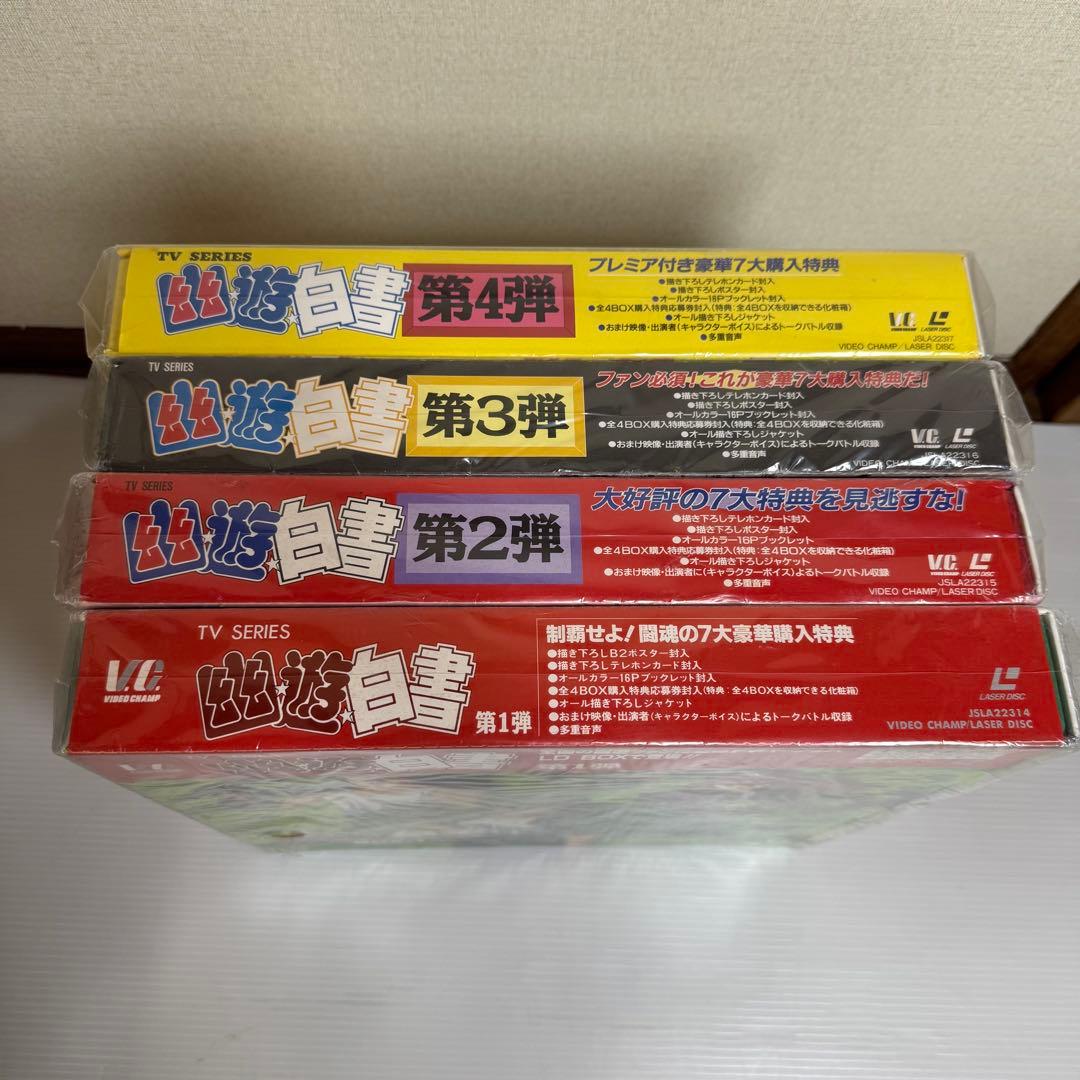 TV SERIES
幽☆遊☆白書
第4弾
プレミア付き豪華7大購入特典
●描き下ろしテレホンカード封入
●描き下ろしポスター封入
●オールカラー16Pブックレット封入
●全4BOX購入特典応募券封入(特典:全4BOXを収納できる化粧箱)
●オール描き下ろしジャケット
●おまけ映像・出演者(キャラクターボイス)によるトークバトル収録
●多重音声
V.C.
VIDEO CHAMP
LASER DISC
JSLA22317
VIDEO CHAMP/LASER DISC
TV SERIES
幽☆遊☆白書
第3弾
ファン必須!これが豪華7大購入特典だ!
●描き下ろしテレホンカード封入
●描き下ろしポスター封入
●オールカラー16Pブックレット封入
●全4BOX購入特典応募券封入(特典:全4BOXを収納できる化粧箱)
●オール描き下ろしジャケット
●おまけ映像・出演者(キャラクターボイス)によるトークバトル収録
●多重音声
V.C.
VIDEO CHAMP
LASER DISC
JSLA22316
VIDEO CHAMP/LASER DISC
TV SERIES
幽☆遊☆白書
第2弾
大好評の7大特典を見逃すな!
●描き下ろしテレホンカード封入
●描き下ろしポスター封入
●オールカラー16Pブックレット
●全4BOX購入特典応募券封入(特典:全4BOXを収納できる化粧箱)
●オール描き下ろしジャケット
●おまけ映像・出演者に(キャラクターボイス)よるトークバトル収録
●多重音声
V.C.
VIDEO CHAMP
LASER DISC
JSLA22315
VIDEO CHAMP/LASER DISC
V.C.
VIDEO CHAMP
TV SERIES
幽☆遊☆白書
第1弾
制覇せよ!闘魂の7大豪華購入特典
●描き下ろしB2ポスター封入
●描き下ろしテレホンカード封入
●オールカラー16Pブックレット封入
●全4BOX購入特典応募券封入(特典:全4BOXを収納できる化粧箱)
●オール描き下ろしジャケット
●おまけ映像・出演者(キャラクターボイス)によるトークバトル収録
●多重音声
LASER DISC
JSLA22314
VIDEO CHAMP/LASER DISC
白書
LD BOXで登場!!
第1弾